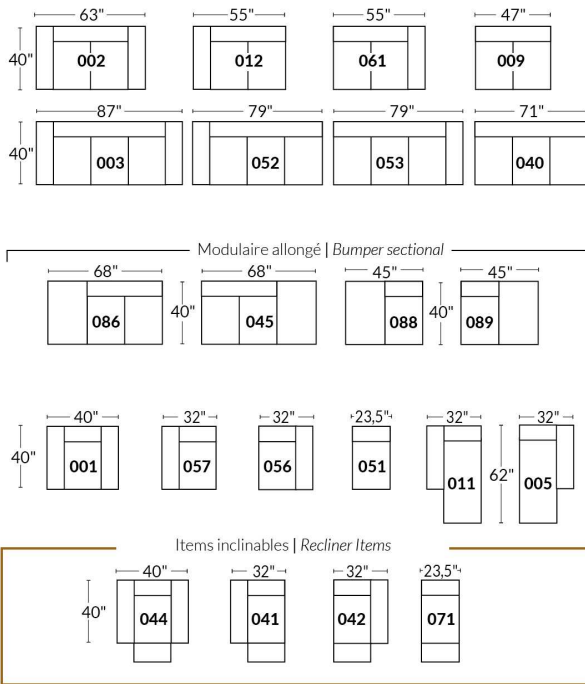 63" 55" 55" 47"
40" 002 012 061 009
87" 79" 79" 71"
40" 003 052 053 040
Modulaire allongé | Bumper sectional
68" 68" 45" 45"
086 40" 045 088 40" 089
40" 32" 32" 23,5" 32" 32"
40" 001 057 056 051 011 62" 005
Items inclinables | Recliner Items
40" 32" 32" 23,5"
40" 044 041 042 071